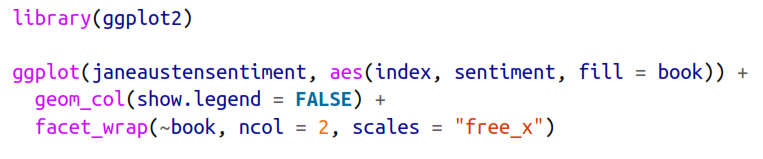 library(ggplot2)
ggplot(janeaustensentiment, aes(index, sentiment, fill = book)) +
  geom_col(show.legend = FALSE) +
  facet_wrap(~book, ncol = 2, scales = "free_x")